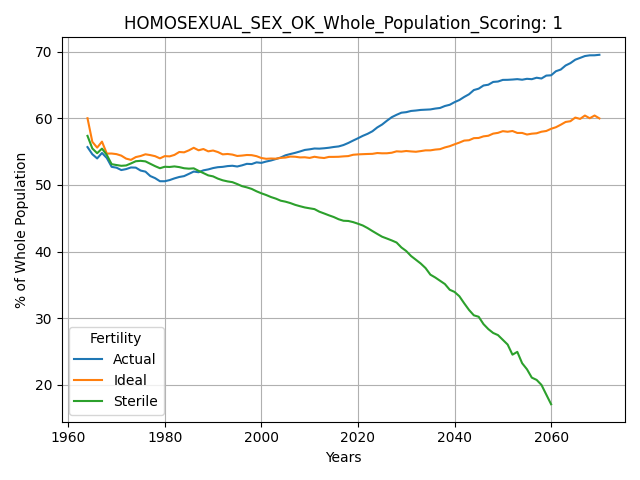 HOMOSEXUAL_SEX_OK_Whole_Population_Scoring: 1
% of Whole Population
70
60
50
40
30
20
Fertility
Actual
Ideal
Sterile
1960 1980 2000 2020 2040 2060
Years